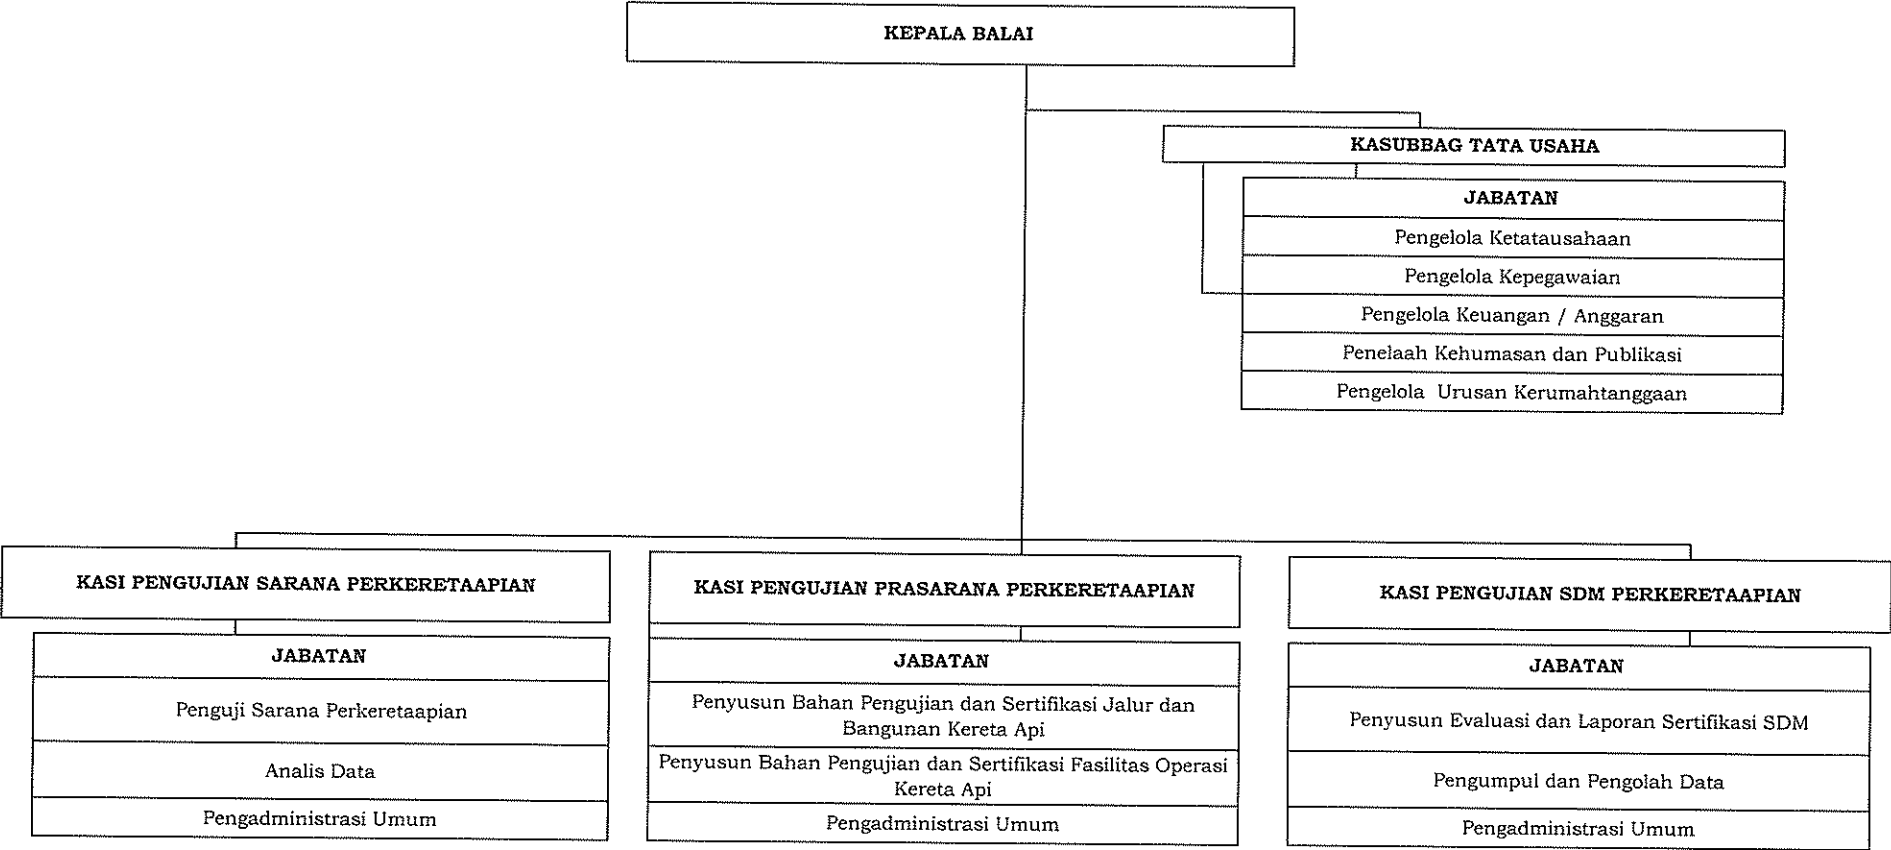 KEPALA BALAI
KASUBBAG TATA USAHA
JABATAN
Pengelola Ketatausahaan
Pengelola Kepegawaian
Pengelola Keuangan / Anggaran
Penelaah Kehumasan dan Publikasi
Pengelola Urusan Kerumahtanggaan
KASI PENGUJIAN SARANA PERKERETAAPIAN
JABATAN
Penguji Sarana Perkeretaapian
Analis Data
Pengadministrasi Umum
KASI PENGUJIAN PRASARANA PERKERETAAPIAN
JABATAN
Penyusun Bahan Pengujian dan Sertifikasi Jalur dan
Bangunan Kereta Api
Penyusun Bahan Pengujian dan Sertifikasi Fasilitas Operasi
Kereta Api
Pengadministrasi Umum
KASI PENGUJIAN SDM PERKERETAAPIAN
JABATAN
Penyusun Evaluasi dan Laporan Sertifikasi SDM
Pengumpul dan Pengolah Data
Pengadministrasi Umum